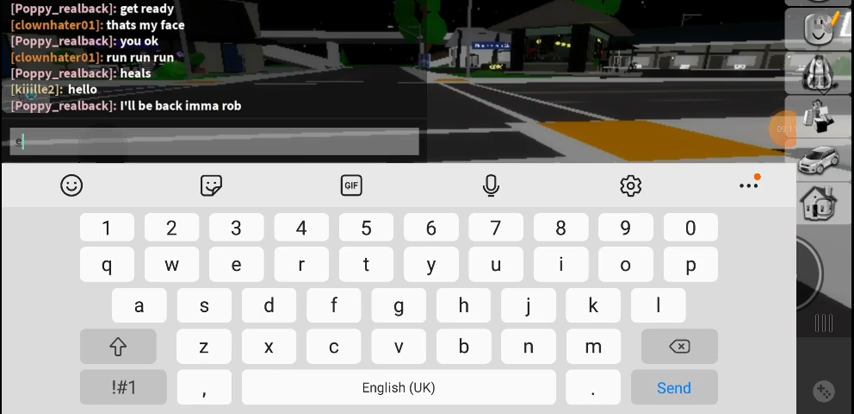 [Poppy_realback]: get ready
[clownhater01]: thats my face
[Poppy_realback]: you ok
[clownhater01]: run run run
[Poppy_realback]: heals
[kiiille2]: hello
[Poppy_realback]: I'll be back imma rob
e
GIF
1 2 3 4 5 6 7 8 9 0
q w e r t y u i o p
a s d f g h j k l
z x c v b n m
!#1 , English (UK) . Send